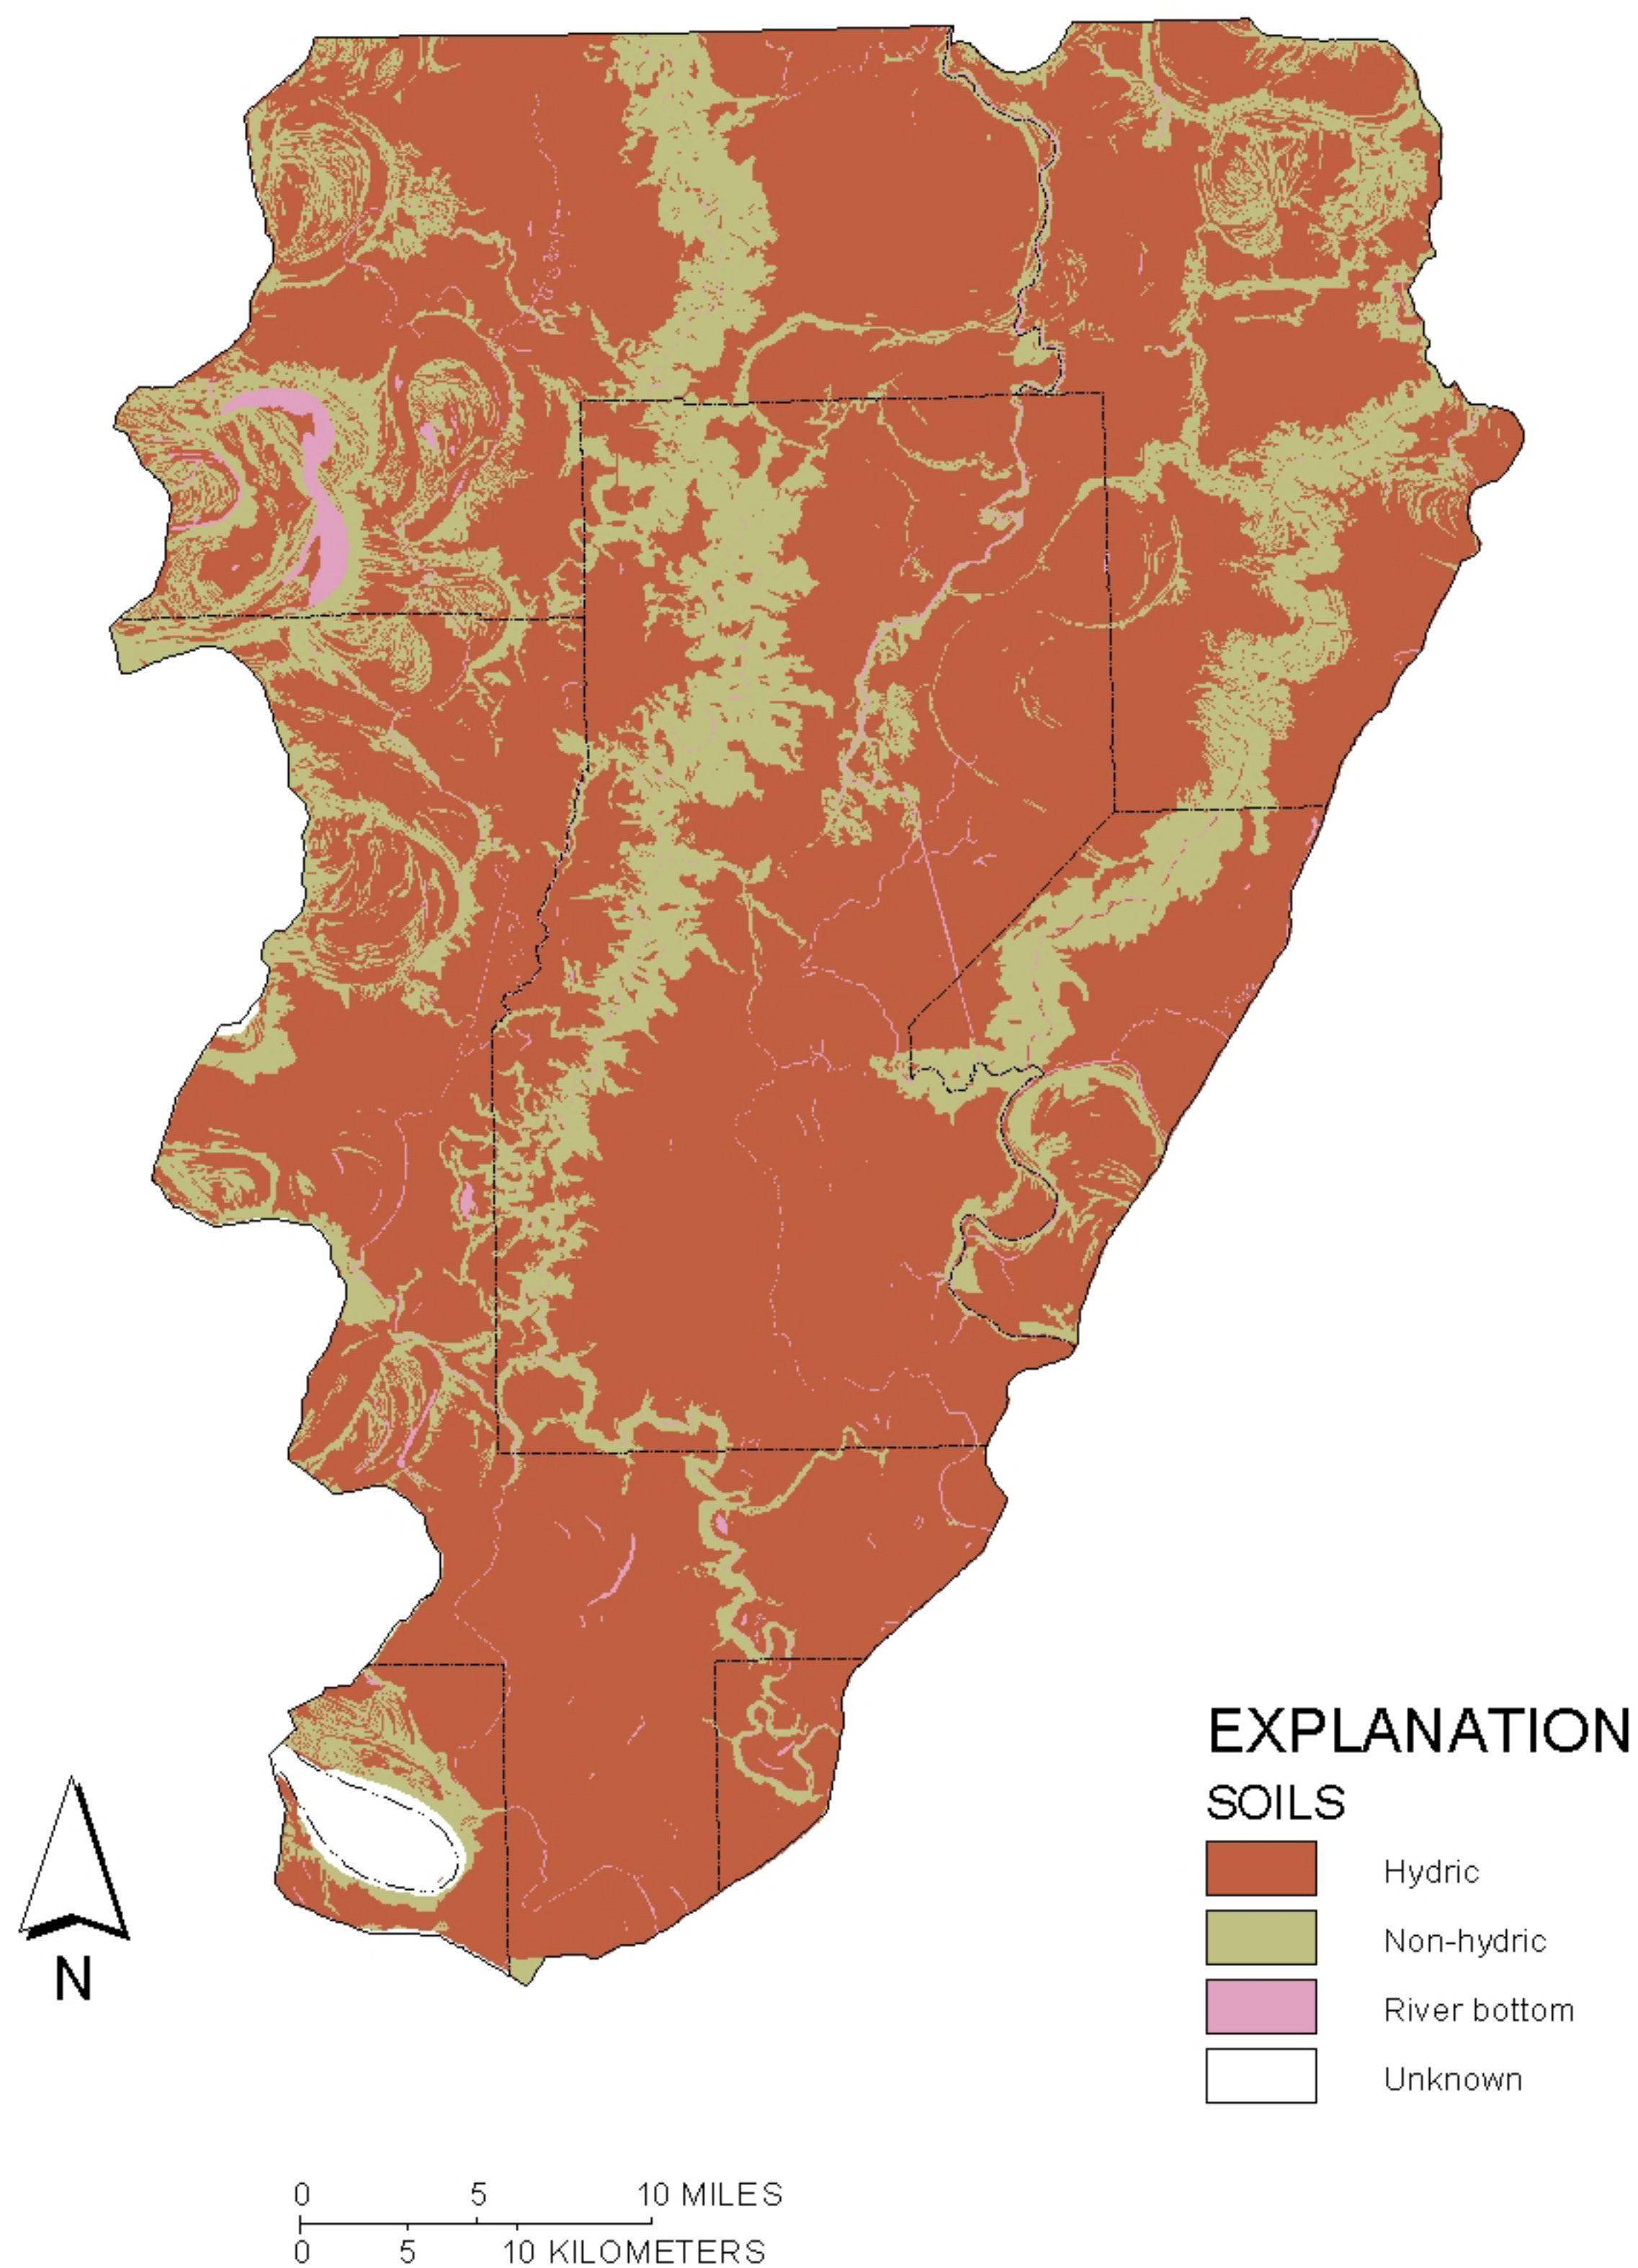 EXPLANATION
SOILS
Hydric
Non-hydric
River bottom
Unknown
N
0 5 10 MILES
0 5 10 KILOMETERS